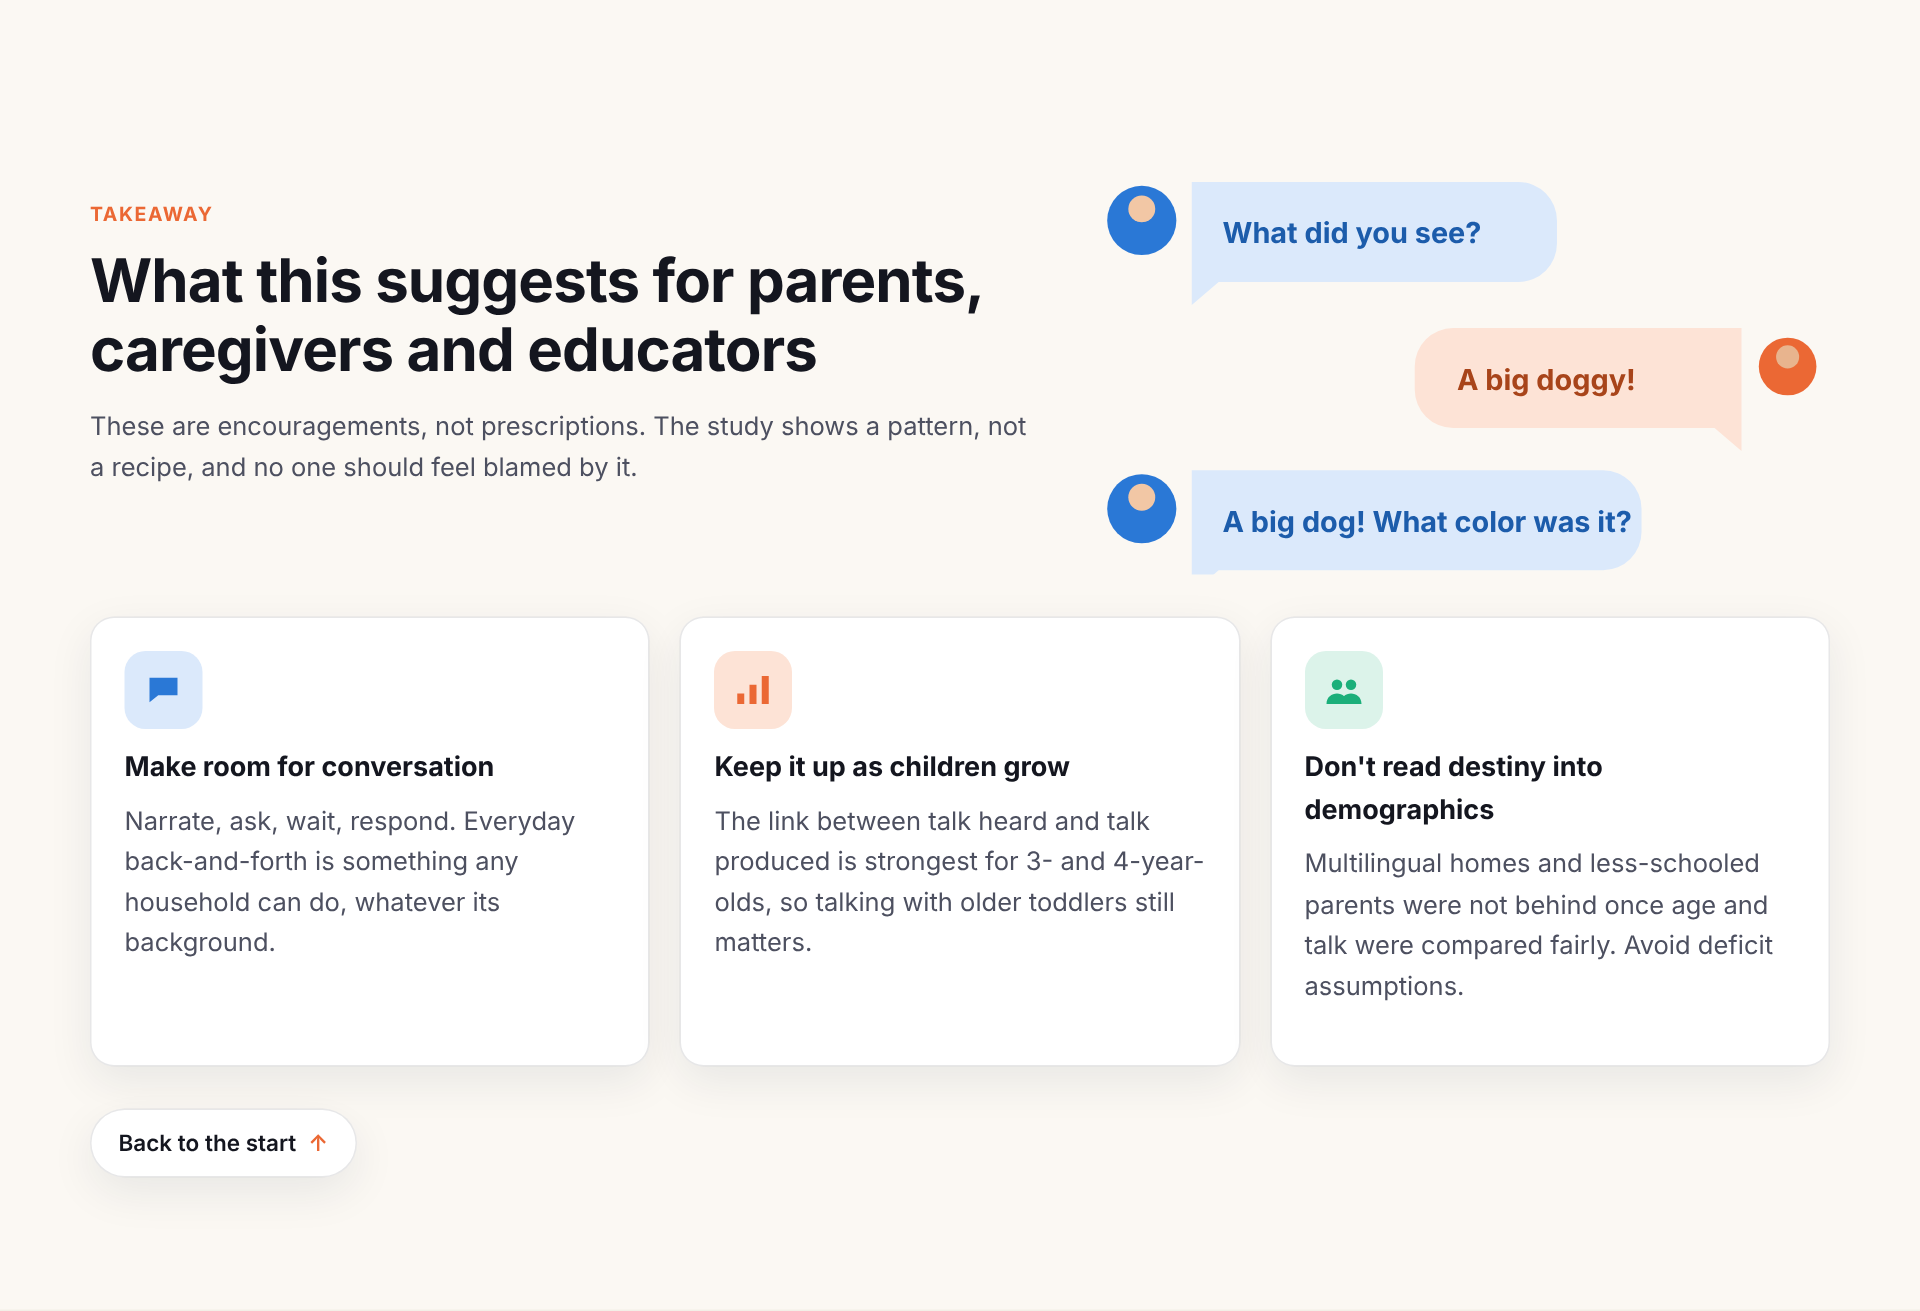 TAKEAWAY
What this suggests for parents,
caregivers and educators
These are encouragements, not prescriptions. The study shows a pattern, not
a recipe, and no one should feel blamed by it.
What did you see?
A big doggy!
A big dog! What color was it?
Make room for conversation
Narrate, ask, wait, respond. Everyday
back-and-forth is something any
household can do, whatever its
background.
Keep it up as children grow
The link between talk heard and talk
produced is strongest for 3- and 4-year-
olds, so talking with older toddlers still
matters.
Don't read destiny into
demographics
Multilingual homes and less-schooled
parents were not behind once age and
talk were compared fairly. Avoid deficit
assumptions.
Back to the start ↑